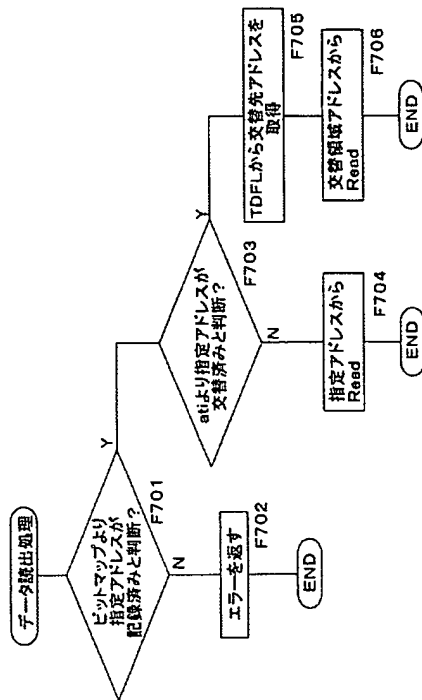 データ読出処理
ビットマップより
指定アドレスが
記録済みと判断？
F701
Y
N
エラーを返す
F702
END
atiより指定アドレスが
交替済みと判断？
F703
Y
N
指定アドレスから
Read
F704
END
TDFLから交替先アドレスを
取得
F705
交替領域アドレスから
Read
F706
END